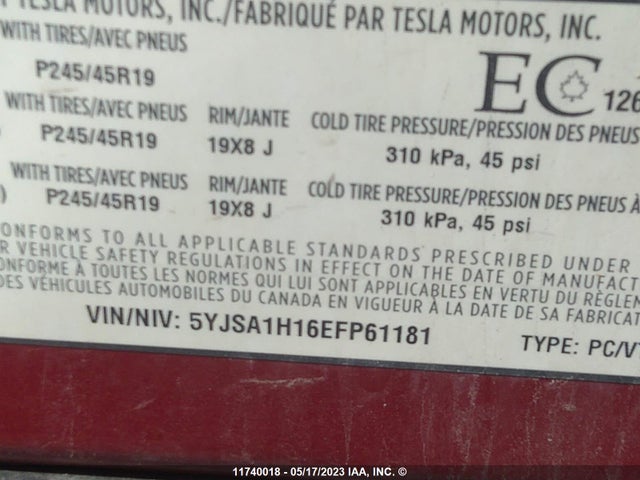 TESLA MOTORS, INC./FABRIQUÉ PAR TESLA MOTORS, INC.
WITH TIRES/AVEC PNEUS
P245/45R19
EC 126
WITH TIRES/AVEC PNEUS RIM/JANTE COLD TIRE PRESSURE/PRESSION DES PNEUS
P245/45R19 19X8 J 310 kPa, 45 psi
WITH TIRES/AVEC PNEUS RIM/JANTE COLD TIRE PRESSURE/PRESSION DES PNEUS À
P245/45R19 19X8 J 310 kPa, 45 psi
CONFORMS TO ALL APPLICABLE STANDARDS PRESCRIBED UNDER
VEHICLE SAFETY REGULATIONS IN EFFECT ON THE DATE OF MANUFACT
CONFORME À TOUTES LES NORMES QUI LUI SONT APPLICABLES EN VERTU DU RÈGLEM
DES VÉHICULES AUTOMOBILES DU CANADA EN VIGUEUR À LA DATE DE SA FABRICAT
VIN/NIV: 5YJSA1H16EFP61181
TYPE: PC/V
11740018 - 05/17/2023 © IAA, INC. ©